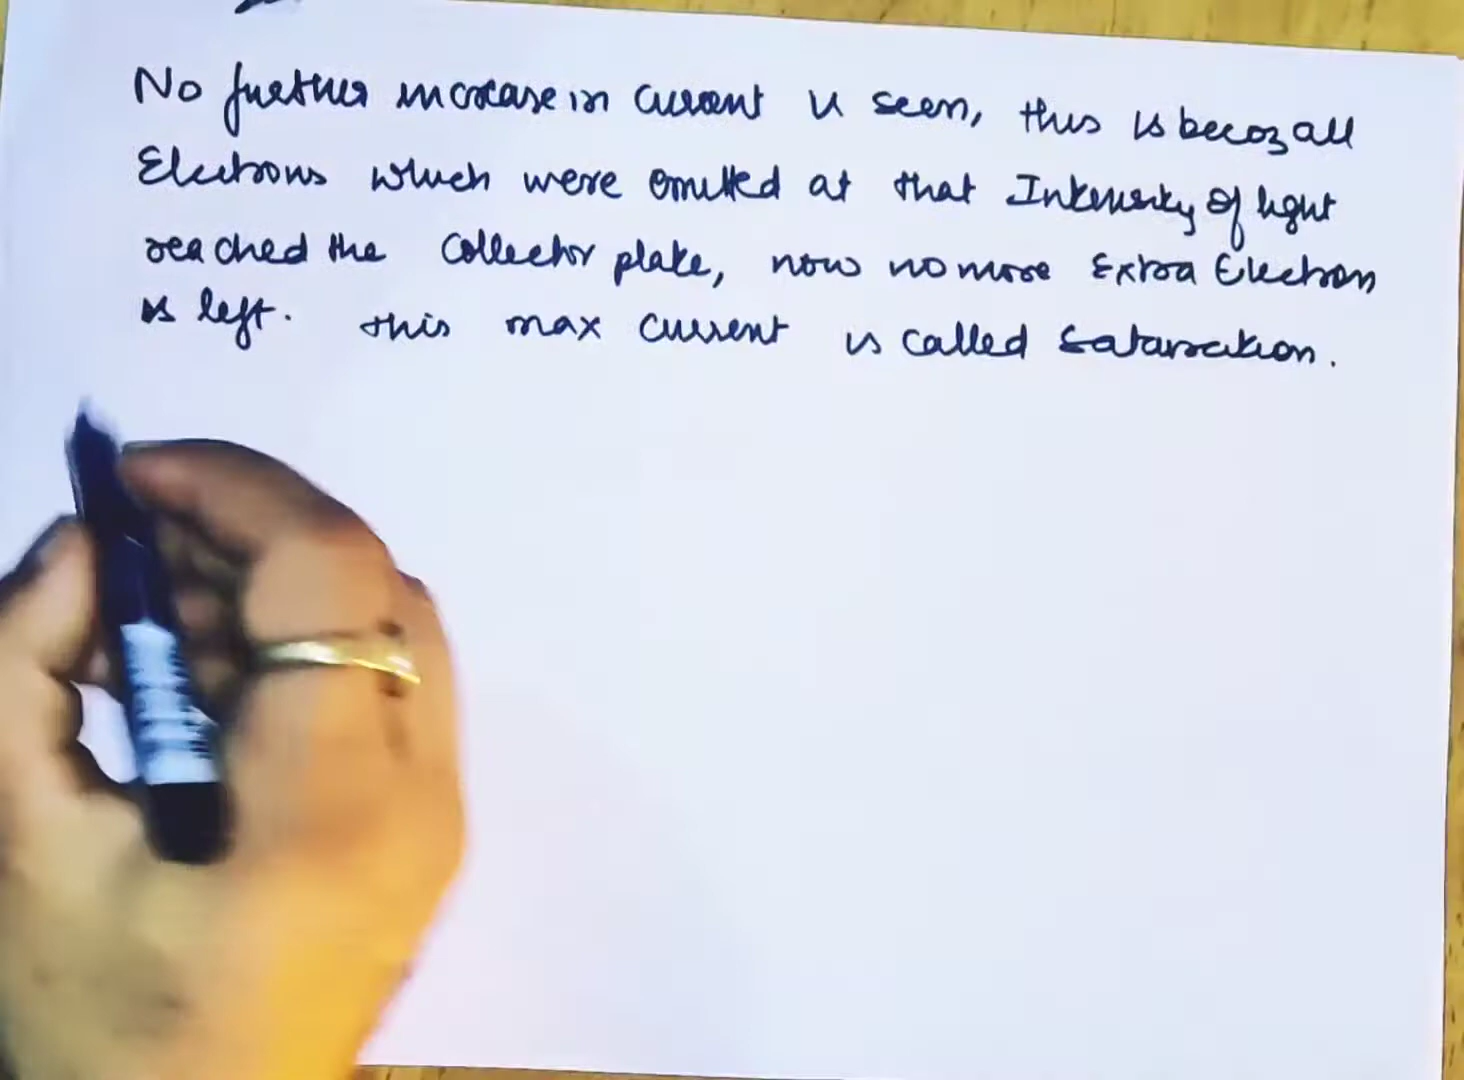 No further increase in current is seen, this is becoz all
Electrons which were emitted at that Intensity of light
reached the Collector plate, now no more Extra Electron
is left. this max current is called Saturation.